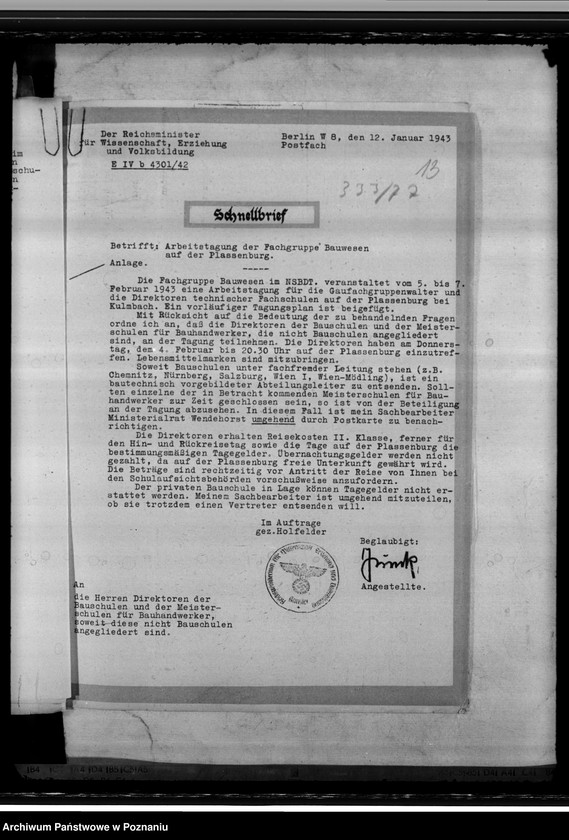 Der Reichsminister
für Wissenschaft, Erziehung
und Volksbildung
E IV b 4301/42
Berlin W 8, den 12. Januar 1943
Postfach
13
333/77
Schnellbrief
Betrifft: Arbeitstagung der Fachgruppe Bauwesen
auf der Plassenburg.
Anlage.
-----
Die Fachgruppe Bauwesen im NSBDT. veranstaltet vom 5. bis 7.
Februar 1943 eine Arbeitstagung für die Gaufachgruppenwalter und
die Direktoren technischer Fachschulen auf der Plassenburg bei
Kulmbach. Ein vorläufiger Tagungsplan ist beigefügt.
Mit Rücksicht auf die Bedeutung der zu behandelnden Fragen
ordne ich an, daß die Direktoren der Bauschulen und der Meister-
schulen für Bauhandwerker, die nicht Bauschulen angegliedert
sind, an der Tagung teilnehmen. Die Direktoren haben am Donners-
tag, dem 4. Februar bis 20.30 Uhr auf der Plassenburg einzutref-
fen. Lebensmittelmarken sind mitzubringen.
Soweit Bauschulen unter fachfremder Leitung stehen (z.B.
Chemnitz, Nürnberg, Salzburg, Wien I, Wien-Mödling), ist ein
bautechnisch vorgebildeter Abteilungsleiter zu entsenden. Soll-
ten einzelne der in Betracht kommenden Meisterschulen für Bau-
handwerker zur Zeit geschlossen sein, so ist von der Beteiligung
an der Tagung abzusehen. In diesem Fall ist mein Sachbearbeiter
Ministerialrat Wendehorst umgehend durch Postkarte zu benach-
richtigen.
Die Direktoren erhalten Reisekosten II. Klasse, ferner für
den Hin- und Rückreisetag sowie die Tage auf der Plassenburg die
bestimmungsmäßigen Tagegelder. Übernachtungsgelder werden nicht
gezahlt, da auf der Plassenburg freie Unterkunft gewährt wird.
Die Beträge sind rechtzeitig vor Antritt der Reise von Ihnen bei
den Schulaufsichtsbehörden vorschußweise anzufordern.
Der privaten Bauschule in Lage können Tagegelder nicht er-
stattet werden. Meinem Sachbearbeiter ist umgehend mitzuteilen,
ob sie trotzdem einen Vertreter entsenden will.
Im Auftrage
gez.Holfelder
Beglaubigt:
Angestellte.
An
die Herren Direktoren der
Bauschulen und der Meister-
schulen für Bauhandwerker,
soweit diese nicht Bauschulen
angegliedert sind.
Archiwum Państwowe w Poznaniu